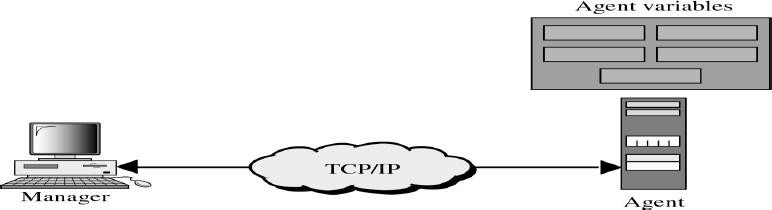 Agent variables
TCP/IP
Manager
Agent